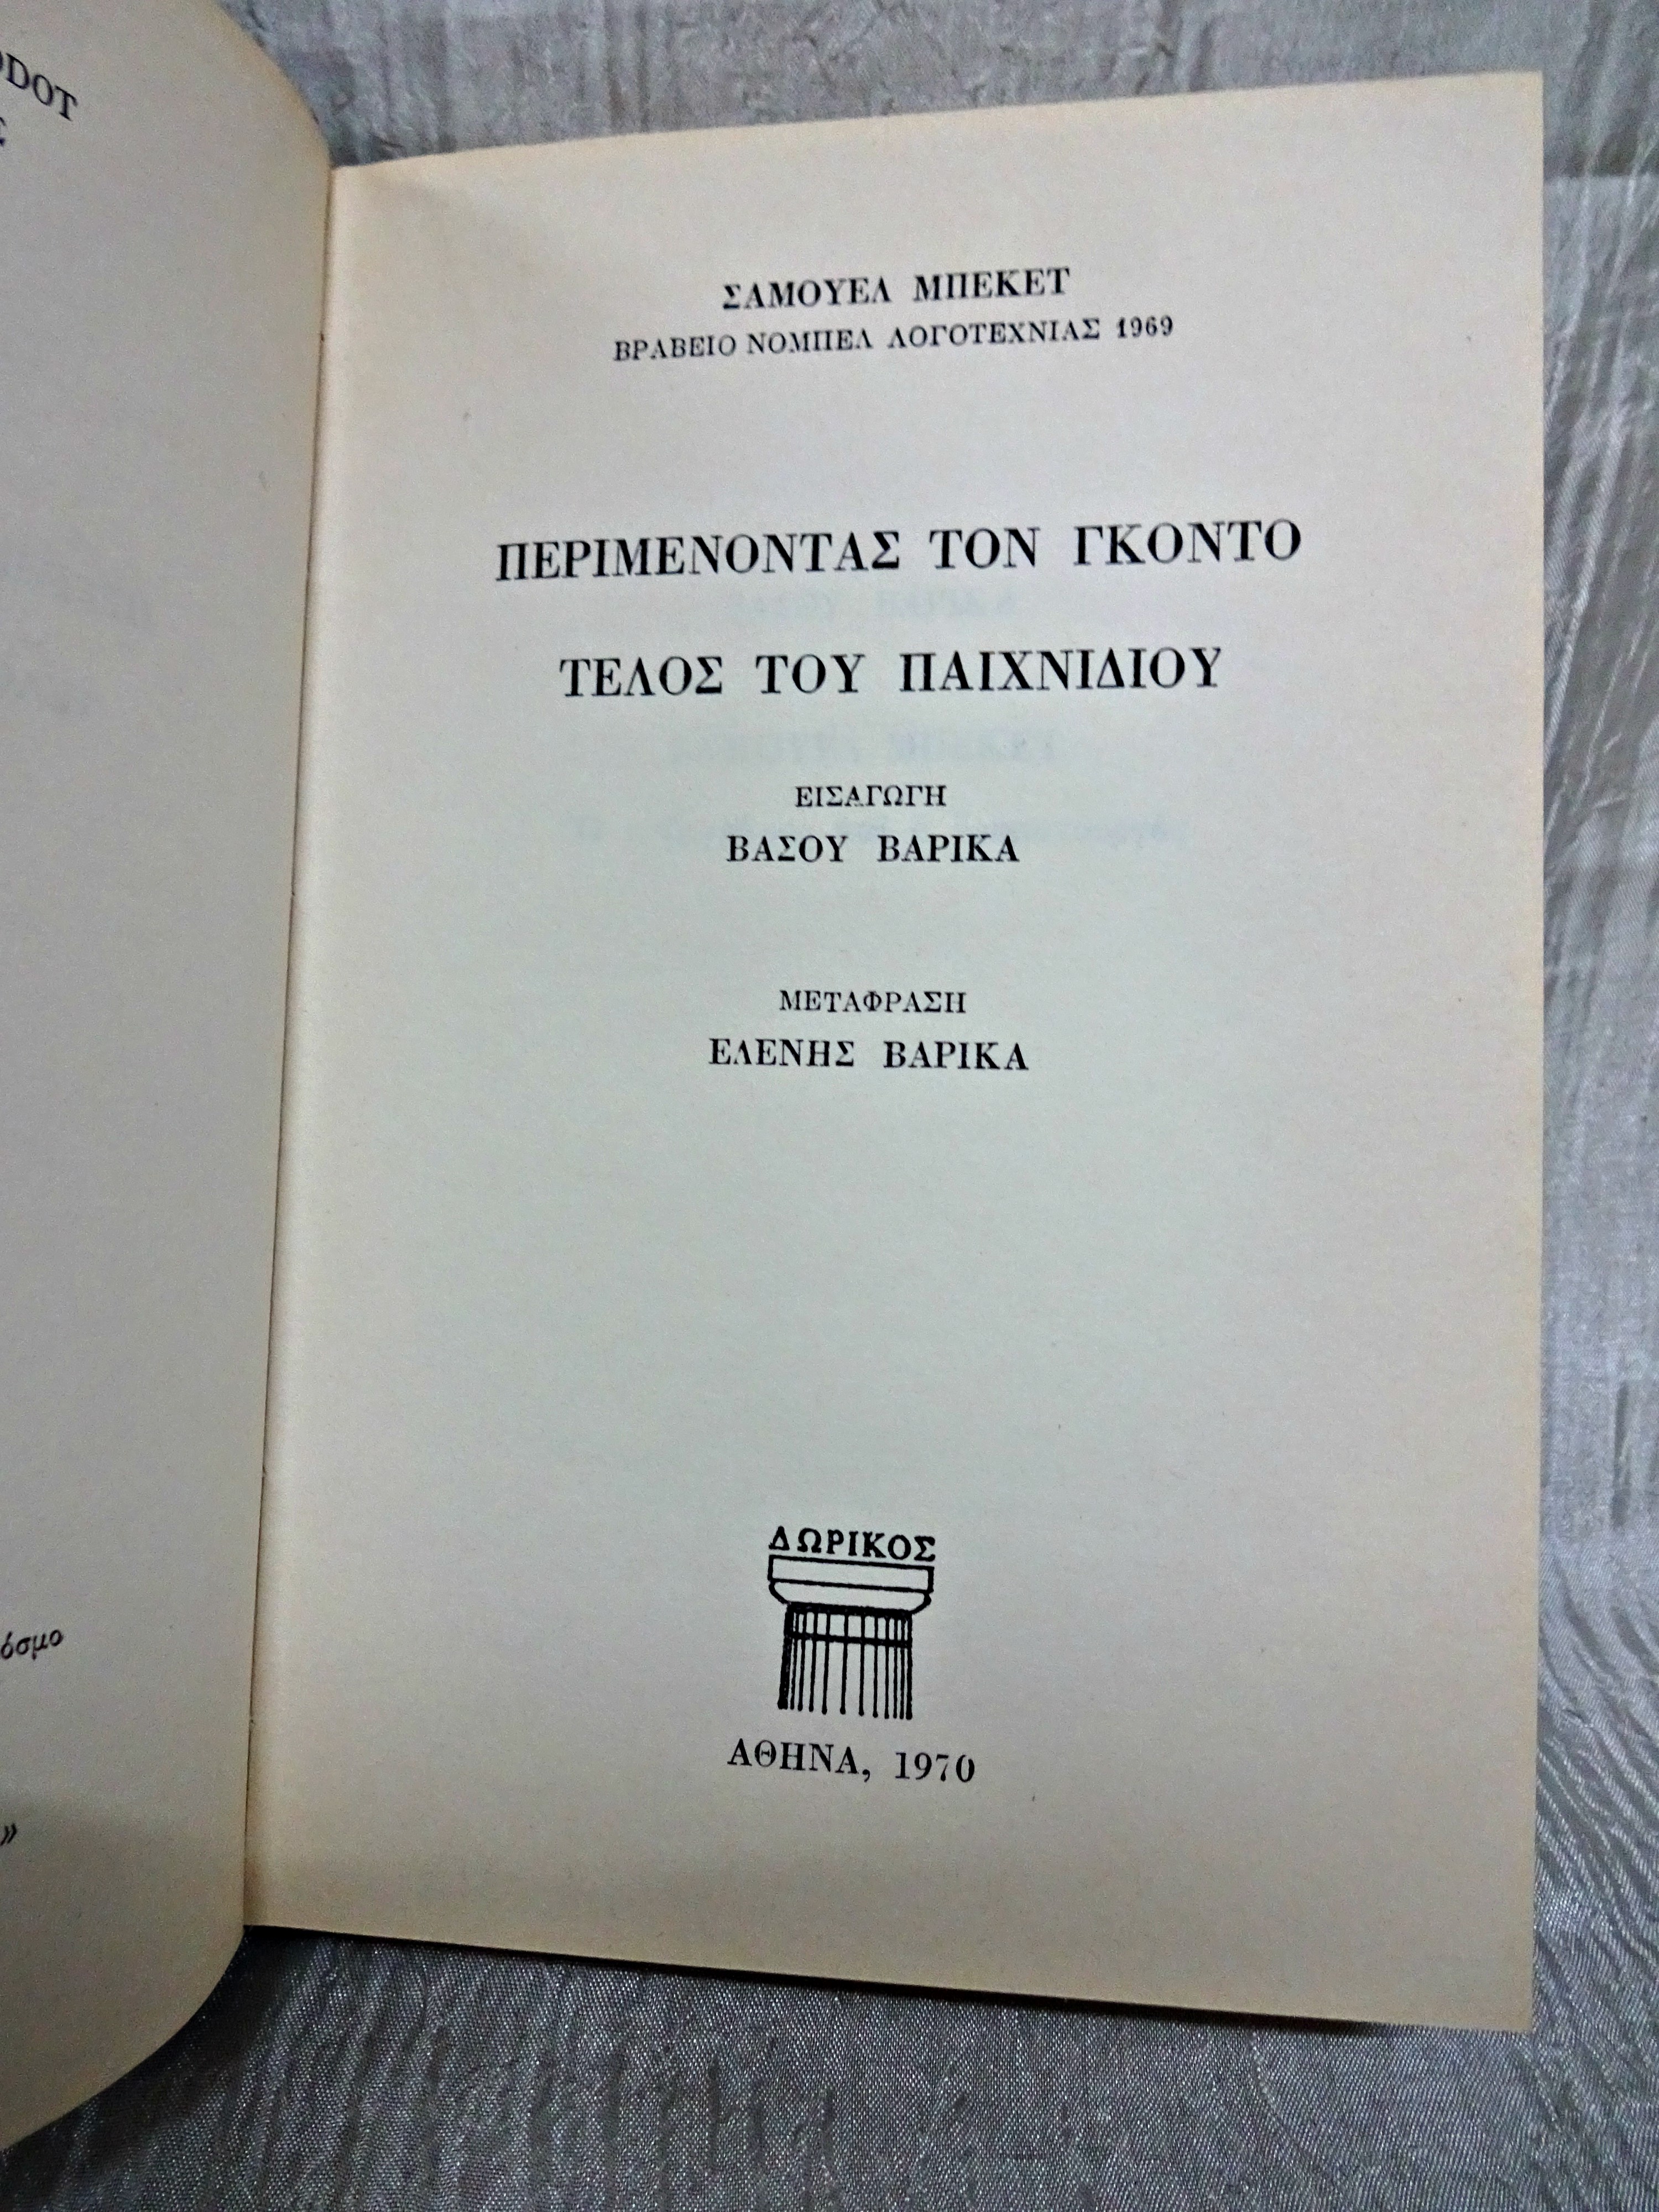 ΣΑΜΟΥΕΛ ΜΠΕΚΕΤ
ΒΡΑΒΕΙΟ ΝΟΜΠΕΛ ΛΟΓΟΤΕΧΝΙΑΣ 1969
ΠΕΡΙΜΕΝΟΝΤΑΣ ΤΟΝ ΓΚΟΝΤΟ
ΤΕΛΟΣ ΤΟΥ ΠΑΙΧΝΙΔΙΟΥ
ΕΙΣΑΓΩΓΗ
ΒΑΣΟΥ ΒΑΡΙΚΑ
ΜΕΤΑΦΡΑΣΗ
ΕΛΕΝΗΣ ΒΑΡΙΚΑ
ΔΩΡΙΚΟΣ
ΑΘΗΝΑ, 1970